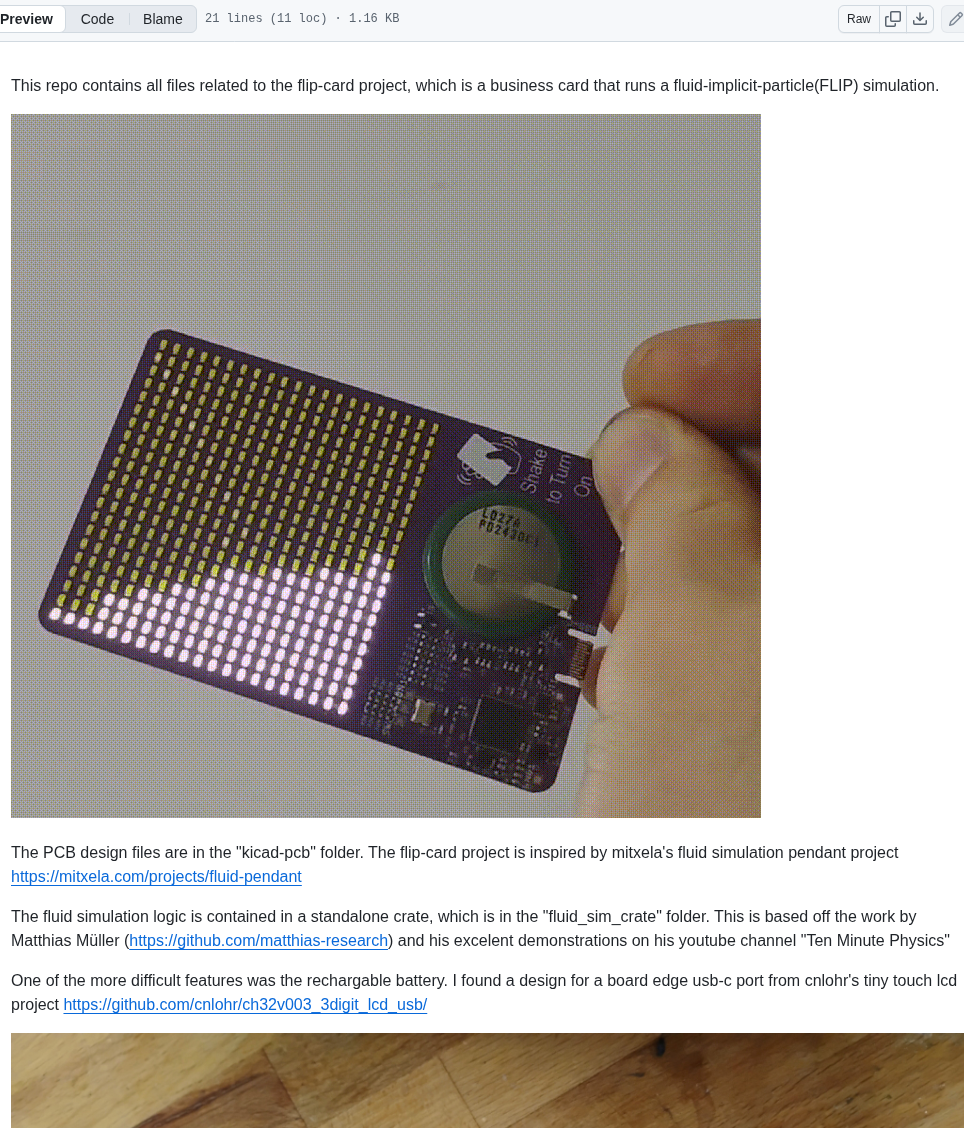 Preview Code Blame 21 lines (11 loc) · 1.16 KB Raw
This repo contains all files related to the flip-card project, which is a business card that runs a fluid-implicit-particle(FLIP) simulation.
Shake
to Turn
On
The PCB design files are in the "kicad-pcb" folder. The flip-card project is inspired by mitxela's fluid simulation pendant project
https://mitxela.com/projects/fluid-pendant
The fluid simulation logic is contained in a standalone crate, which is in the "fluid_sim_crate" folder. This is based off the work by
Matthias Müller (https://github.com/matthias-research) and his excelent demonstrations on his youtube channel "Ten Minute Physics"
One of the more difficult features was the rechargable battery. I found a design for a board edge usb-c port from cnlohr's tiny touch lcd
project https://github.com/cnlohr/ch32v003_3digit_lcd_usb/